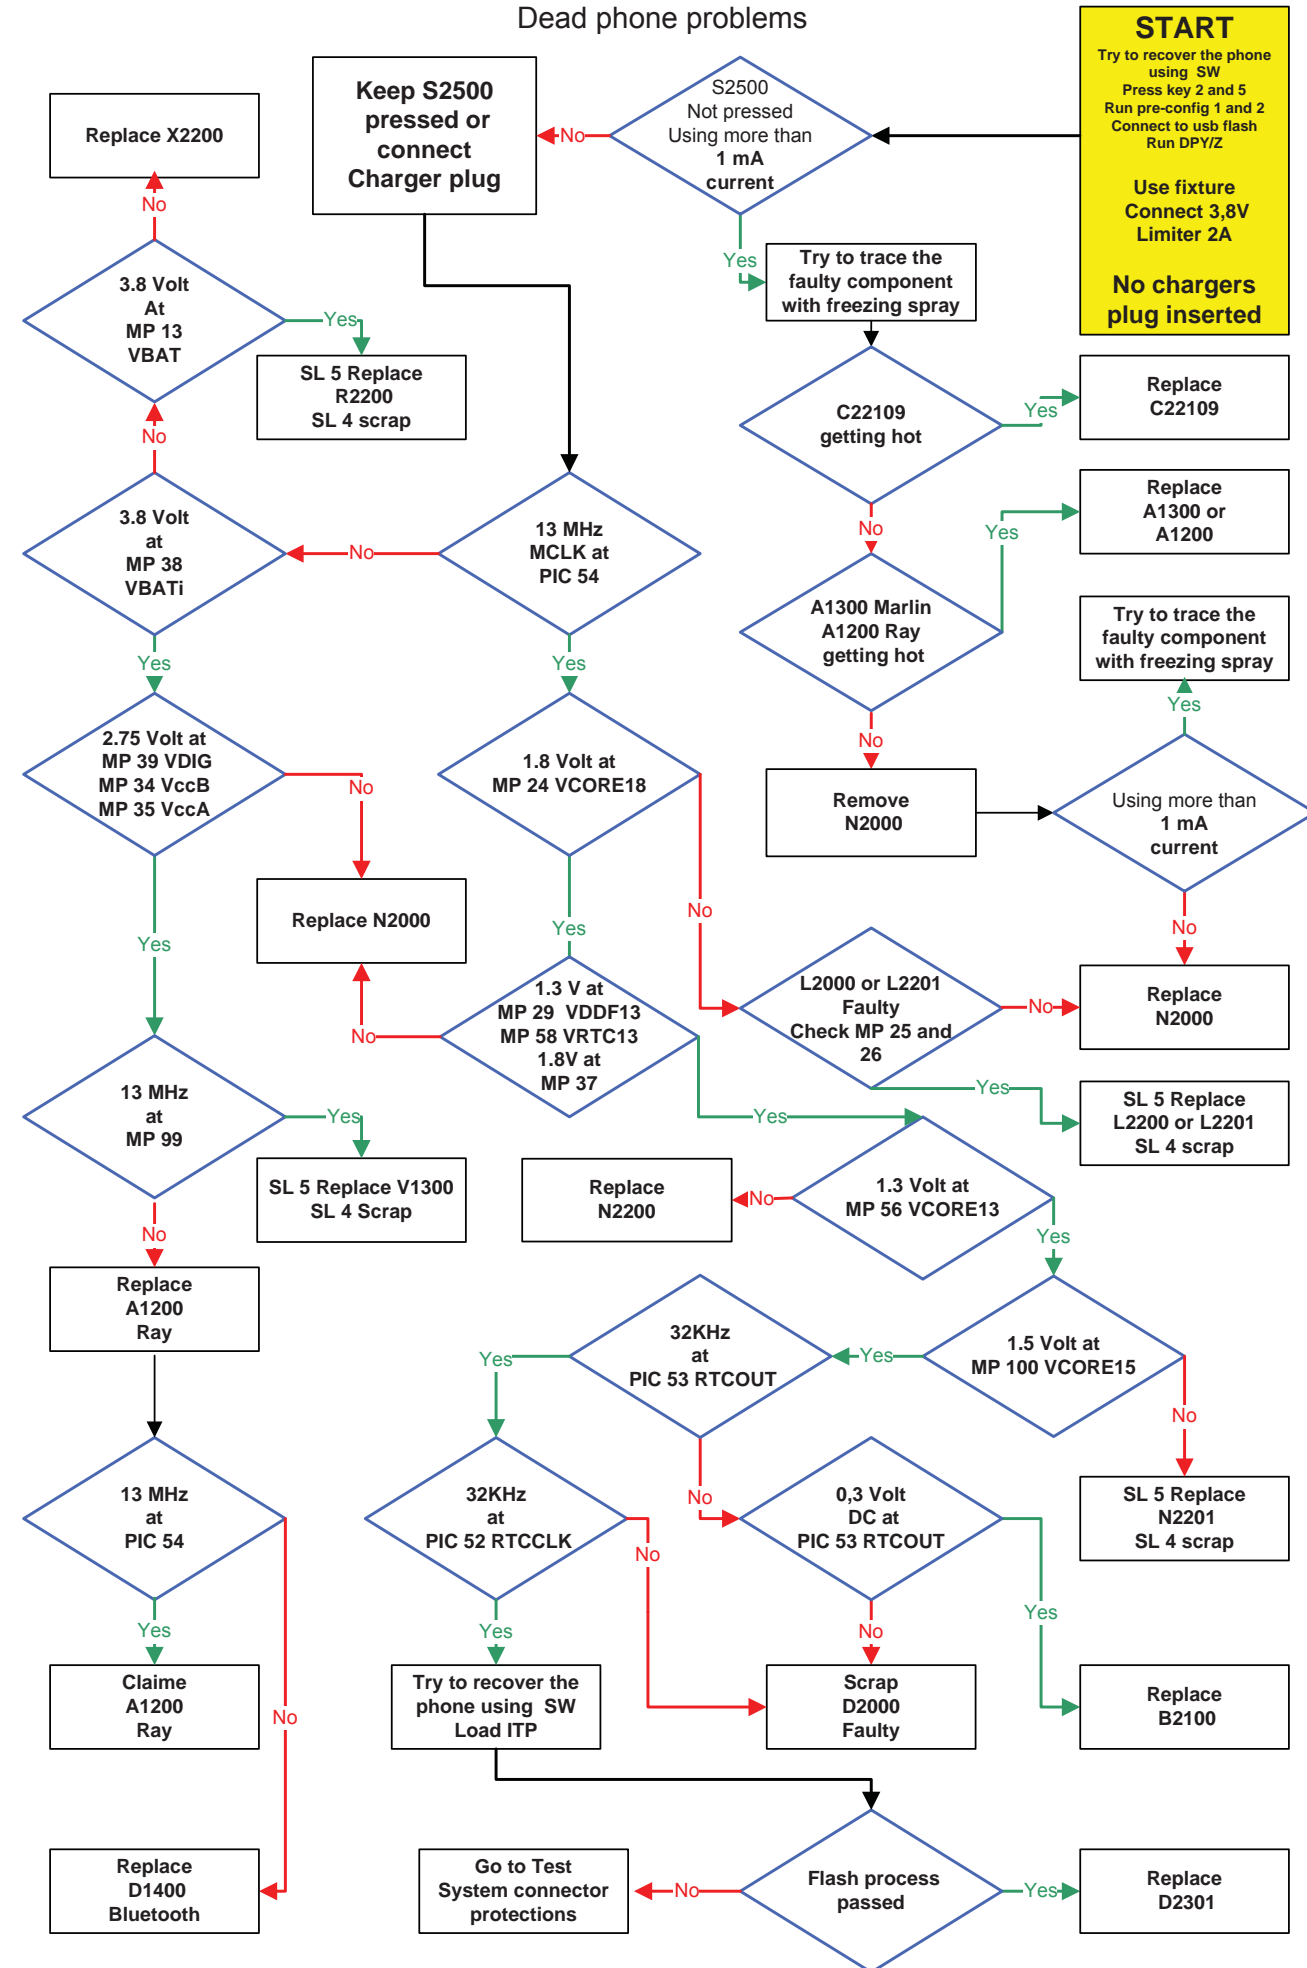 Dead phone problems
START
Try to recover the phone
using SW
Press key 2 and 5
Run pre-config 1 and 2
Connect to usb flash
Run DPY/Z
Use fixture
Connect 3,8V
Limiter 2A
No chargers
plug inserted
S2500
Not pressed
Using more than
1 mA
current
No
Keep S2500
pressed or
connect
Charger plug
Replace X2200
No
3.8 Volt
At
MP 13
VBAT
Yes
SL 5 Replace
R2200
SL 4 scrap
No
Yes
Try to trace the
faulty component
with freezing spray
C22109
getting hot
Yes
Replace
C22109
No
Replace
A1300 or
A1200
Yes
A1300 Marlin
A1200 Ray
getting hot
3.8 Volt
at
MP 38
VBATi
No
13 MHz
MCLK at
PIC 54
Yes
Yes
Try to trace the
faulty component
with freezing spray
Yes
No
Remove
N2000
Using more than
1 mA
current
No
2.75 Volt at
MP 39 VDIG
MP 34 VccB
MP 35 VccA
No
1.8 Volt at
MP 24 VCORE18
No
Replace N2000
Yes
Yes
L2000 or L2201
Faulty
Check MP 25 and
26
No
Replace
N2000
Yes
SL 5 Replace
L2200 or L2201
SL 4 scrap
1.3 V at
MP 29 VDDF13
MP 58 VRTC13
1.8V at
MP 37
No
Yes
13 MHz
at
MP 99
Yes
SL 5 Replace V1300
SL 4 Scrap
No
Replace
N2200
No
1.3 Volt at
MP 56 VCORE13
Yes
Replace
A1200
Ray
32KHz
at
PIC 53 RTCOUT
Yes
Yes
1.5 Volt at
MP 100 VCORE15
No
SL 5 Replace
N2201
SL 4 scrap
13 MHz
at
PIC 54
32KHz
at
PIC 52 RTCCLK
No
No
0,3 Volt
DC at
PIC 53 RTCOUT
Yes
Yes
Yes
No
Claime
A1200
Ray
No
Try to recover the
phone using SW
Load ITP
Scrap
D2000
Faulty
Replace
B2100
Replace
D1400
Bluetooth
Go to Test
System connector
protections
No
Flash process
passed
Yes
Replace
D2301